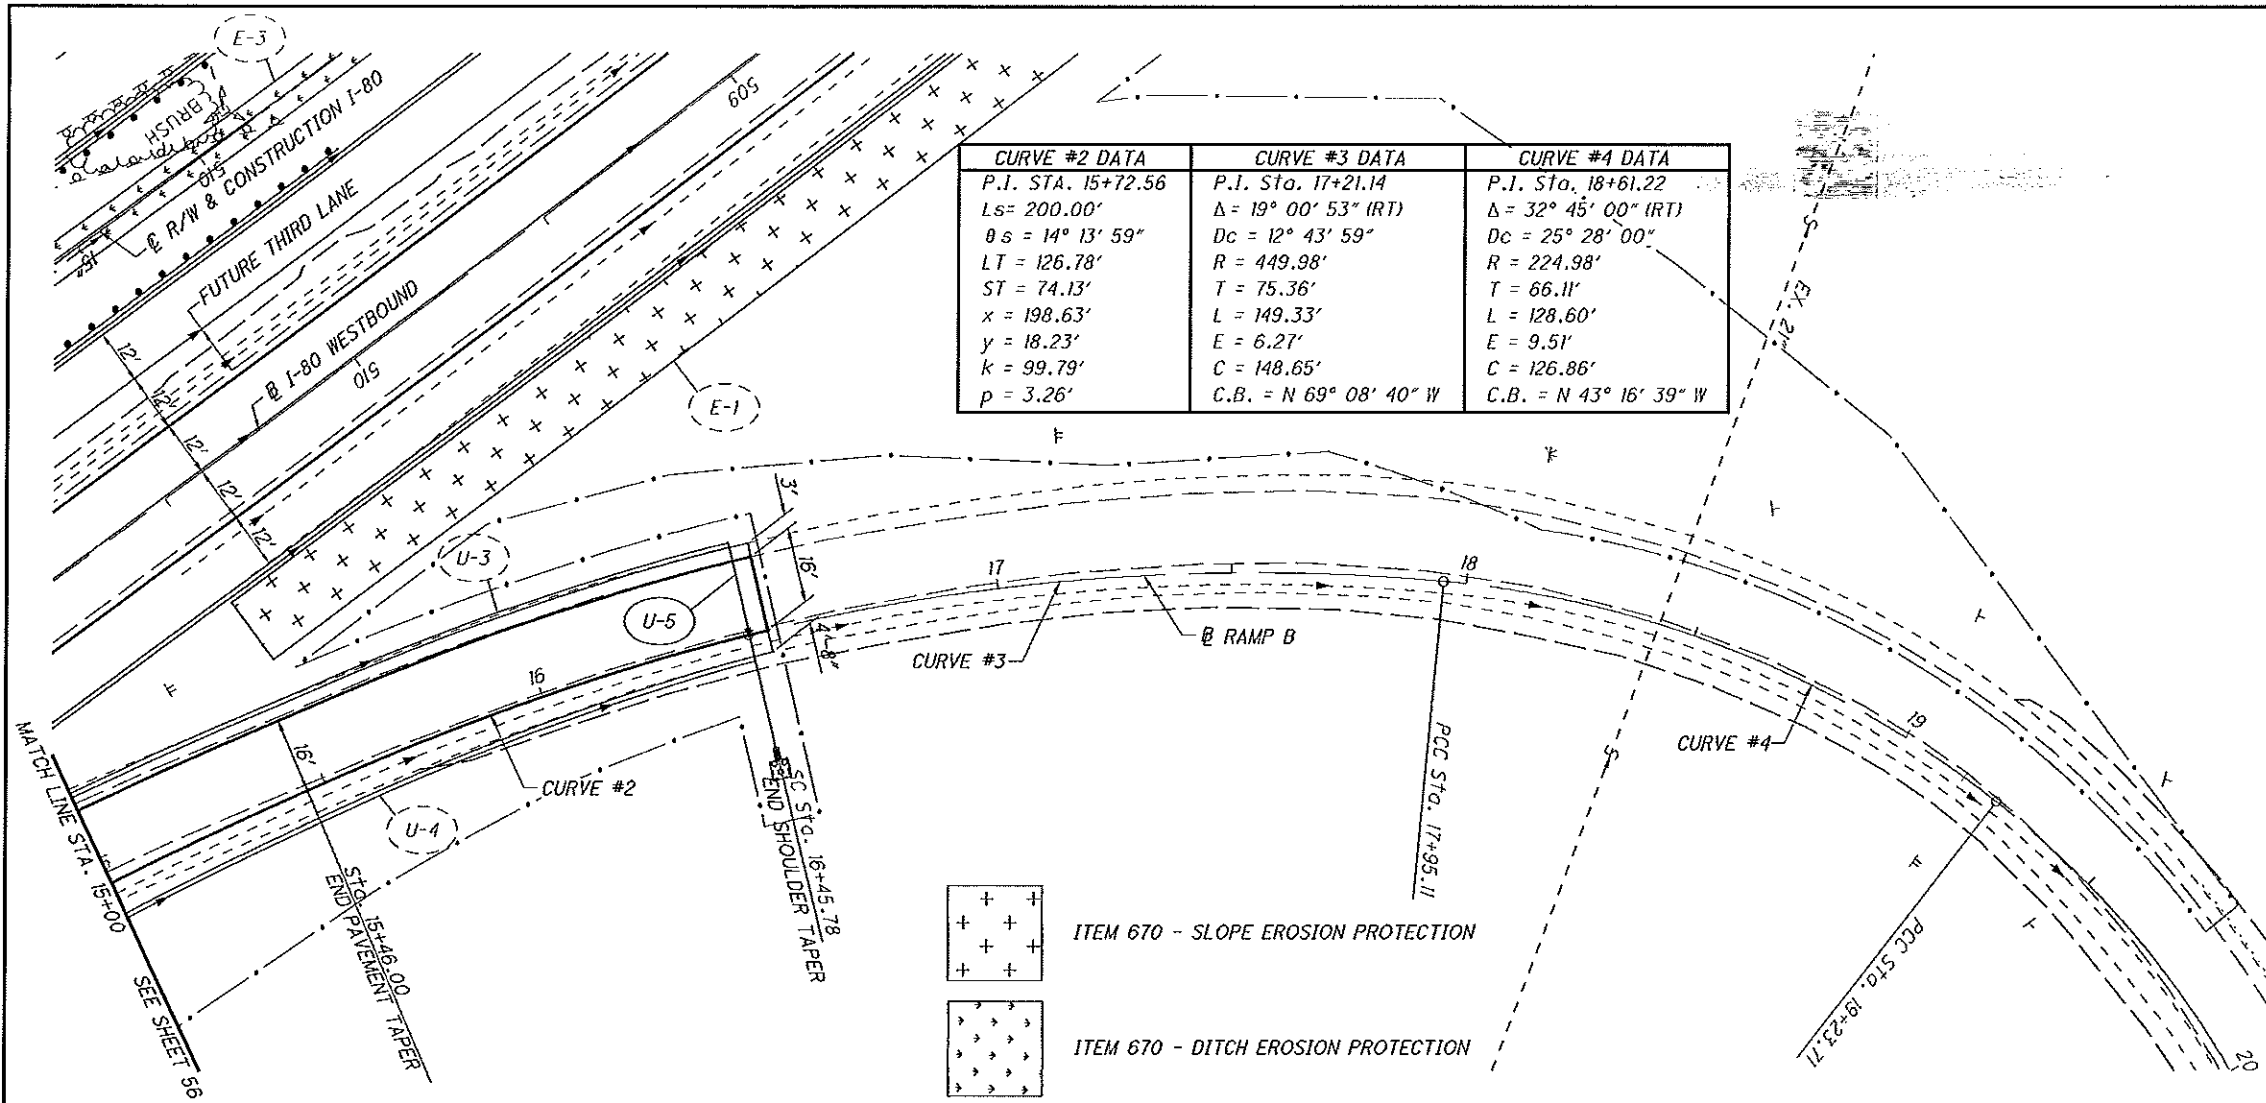 E-3
BRUSH
510
15"
℄ R/W & CONSTRUCTION I-80
509
FUTURE THIRD LANE
12'
12'
12'
12'
12'
510
℄ I-80 WESTBOUND
E-1
CURVE #2 DATA
P.I. STA. 15+72.56
Ls= 200.00'
θs = 14° 13' 59"
LT = 126.78'
ST = 74.13'
x = 198.63'
y = 18.23'
k = 99.79'
p = 3.26'
CURVE #3 DATA
P.I. Sta. 17+21.14
Δ = 19° 00' 53" (RT)
Dc = 12° 43' 59"
R = 449.98'
T = 75.36'
L = 149.33'
E = 6.27'
C = 148.65'
C.B. = N 69° 08' 40" W
CURVE #4 DATA
P.I. Sta. 18+61.22
Δ = 32° 45' 00" (RT)
Dc = 25° 28' 00"
R = 224.98'
T = 66.11'
L = 128.60'
E = 9.51'
C = 126.86'
C.B. = N 43° 16' 39" W
EX. 21"
3'
16'
4'-8"
U-3
U-5
16
17
18
19
20
CURVE #3
℄ RAMP B
CURVE #4
CURVE #2
U-4
16'
MATCH LINE STA. 15+00
SEE SHEET 56
Sta. 15+46.00
END PAVEMENT TAPER
SC Sta. 16+45.78
END SHOULDER TAPER
PCC Sta. 17+95.11
PCC Sta. 19+23.71
ITEM 670 - SLOPE EROSION PROTECTION
ITEM 670 - DITCH EROSION PROTECTION